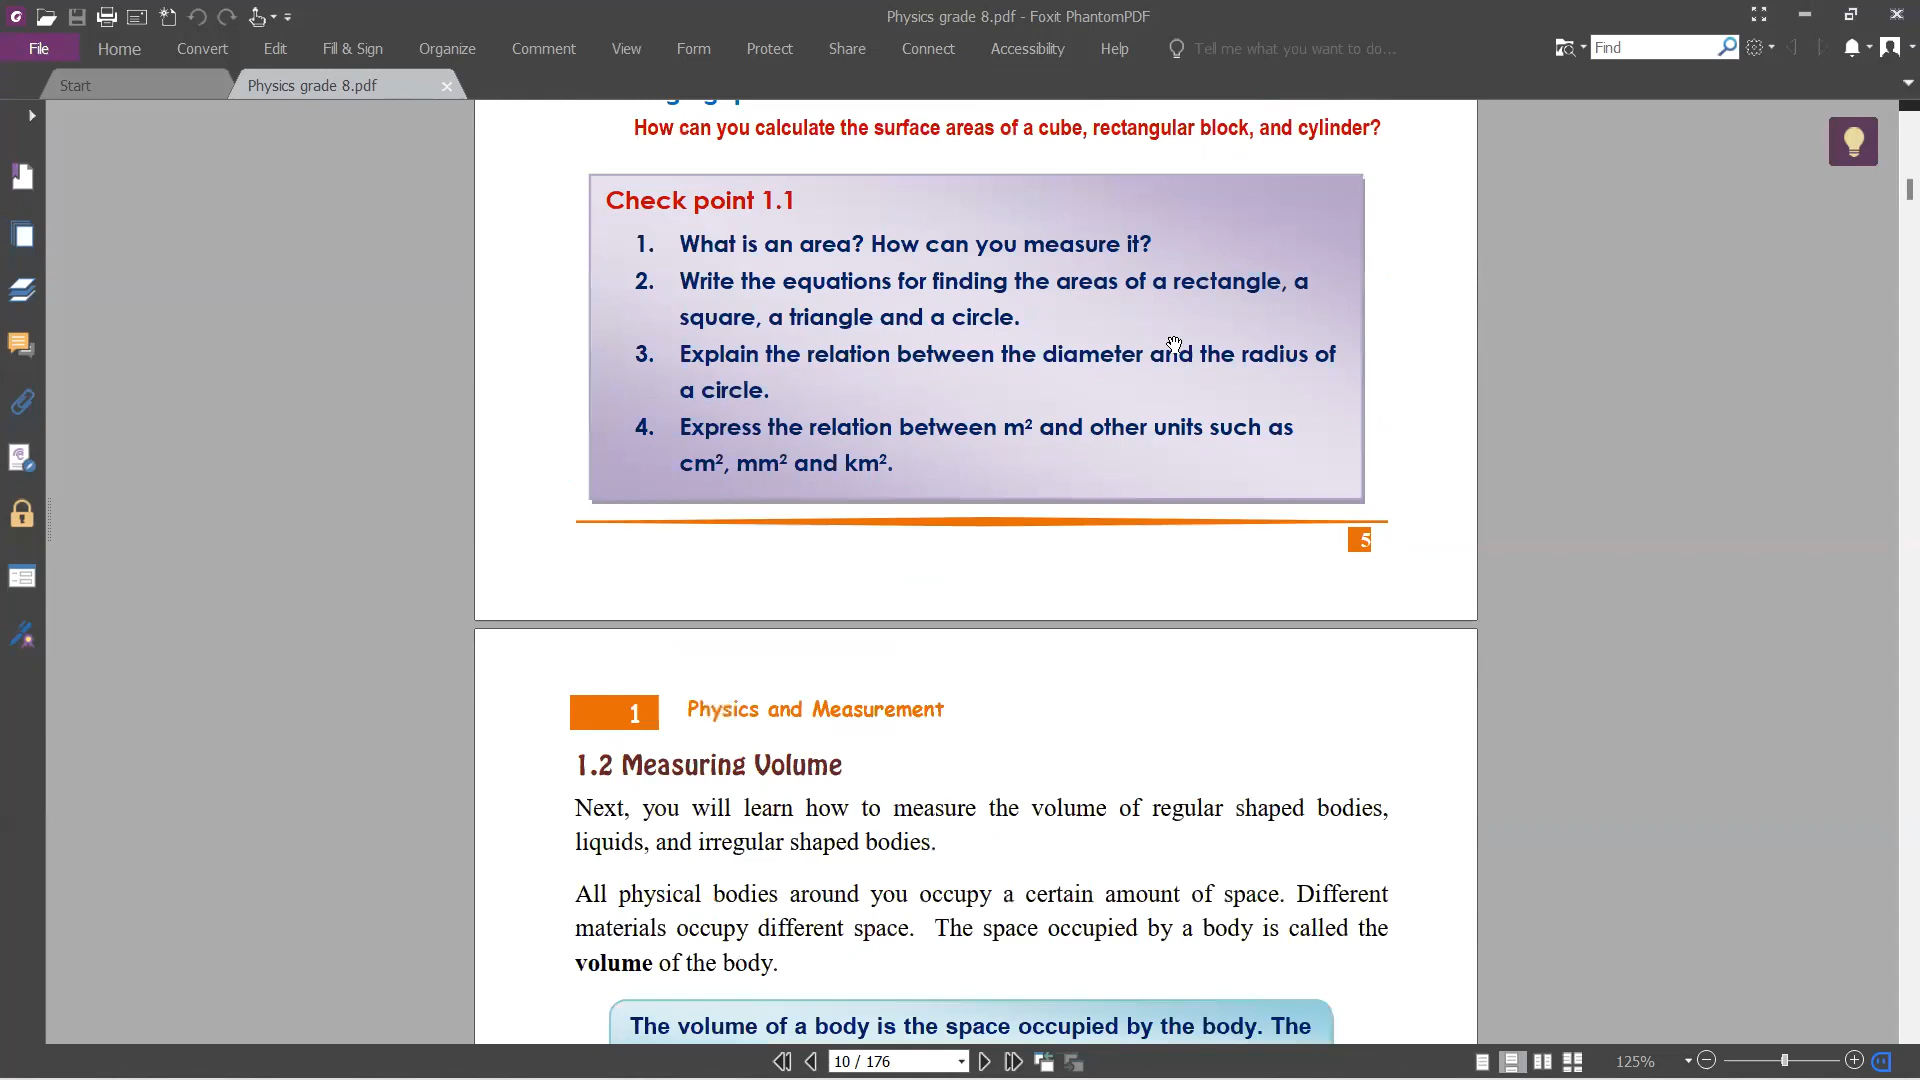 Physics grade 8.pdf - Foxit PhantomPDF
File Home Convert Edit Fill & Sign Organize Comment View Form Protect Share Connect Accessibility Help Tell me what you want to do... Find
Start Physics grade 8.pdf
How can you calculate the surface areas of a cube, rectangular block, and cylinder?
Check point 1.1
1. What is an area? How can you measure it?
2. Write the equations for finding the areas of a rectangle, a
square, a triangle and a circle.
3. Explain the relation between the diameter and the radius of
a circle.
4. Express the relation between m² and other units such as
cm², mm² and km².
5
1 Physics and Measurement
1.2 Measuring Volume
Next, you will learn how to measure the volume of regular shaped bodies,
liquids, and irregular shaped bodies.
All physical bodies around you occupy a certain amount of space. Different
materials occupy different space. The space occupied by a body is called the
volume of the body.
The volume of a body is the space occupied by the body. The
10 / 176 125%